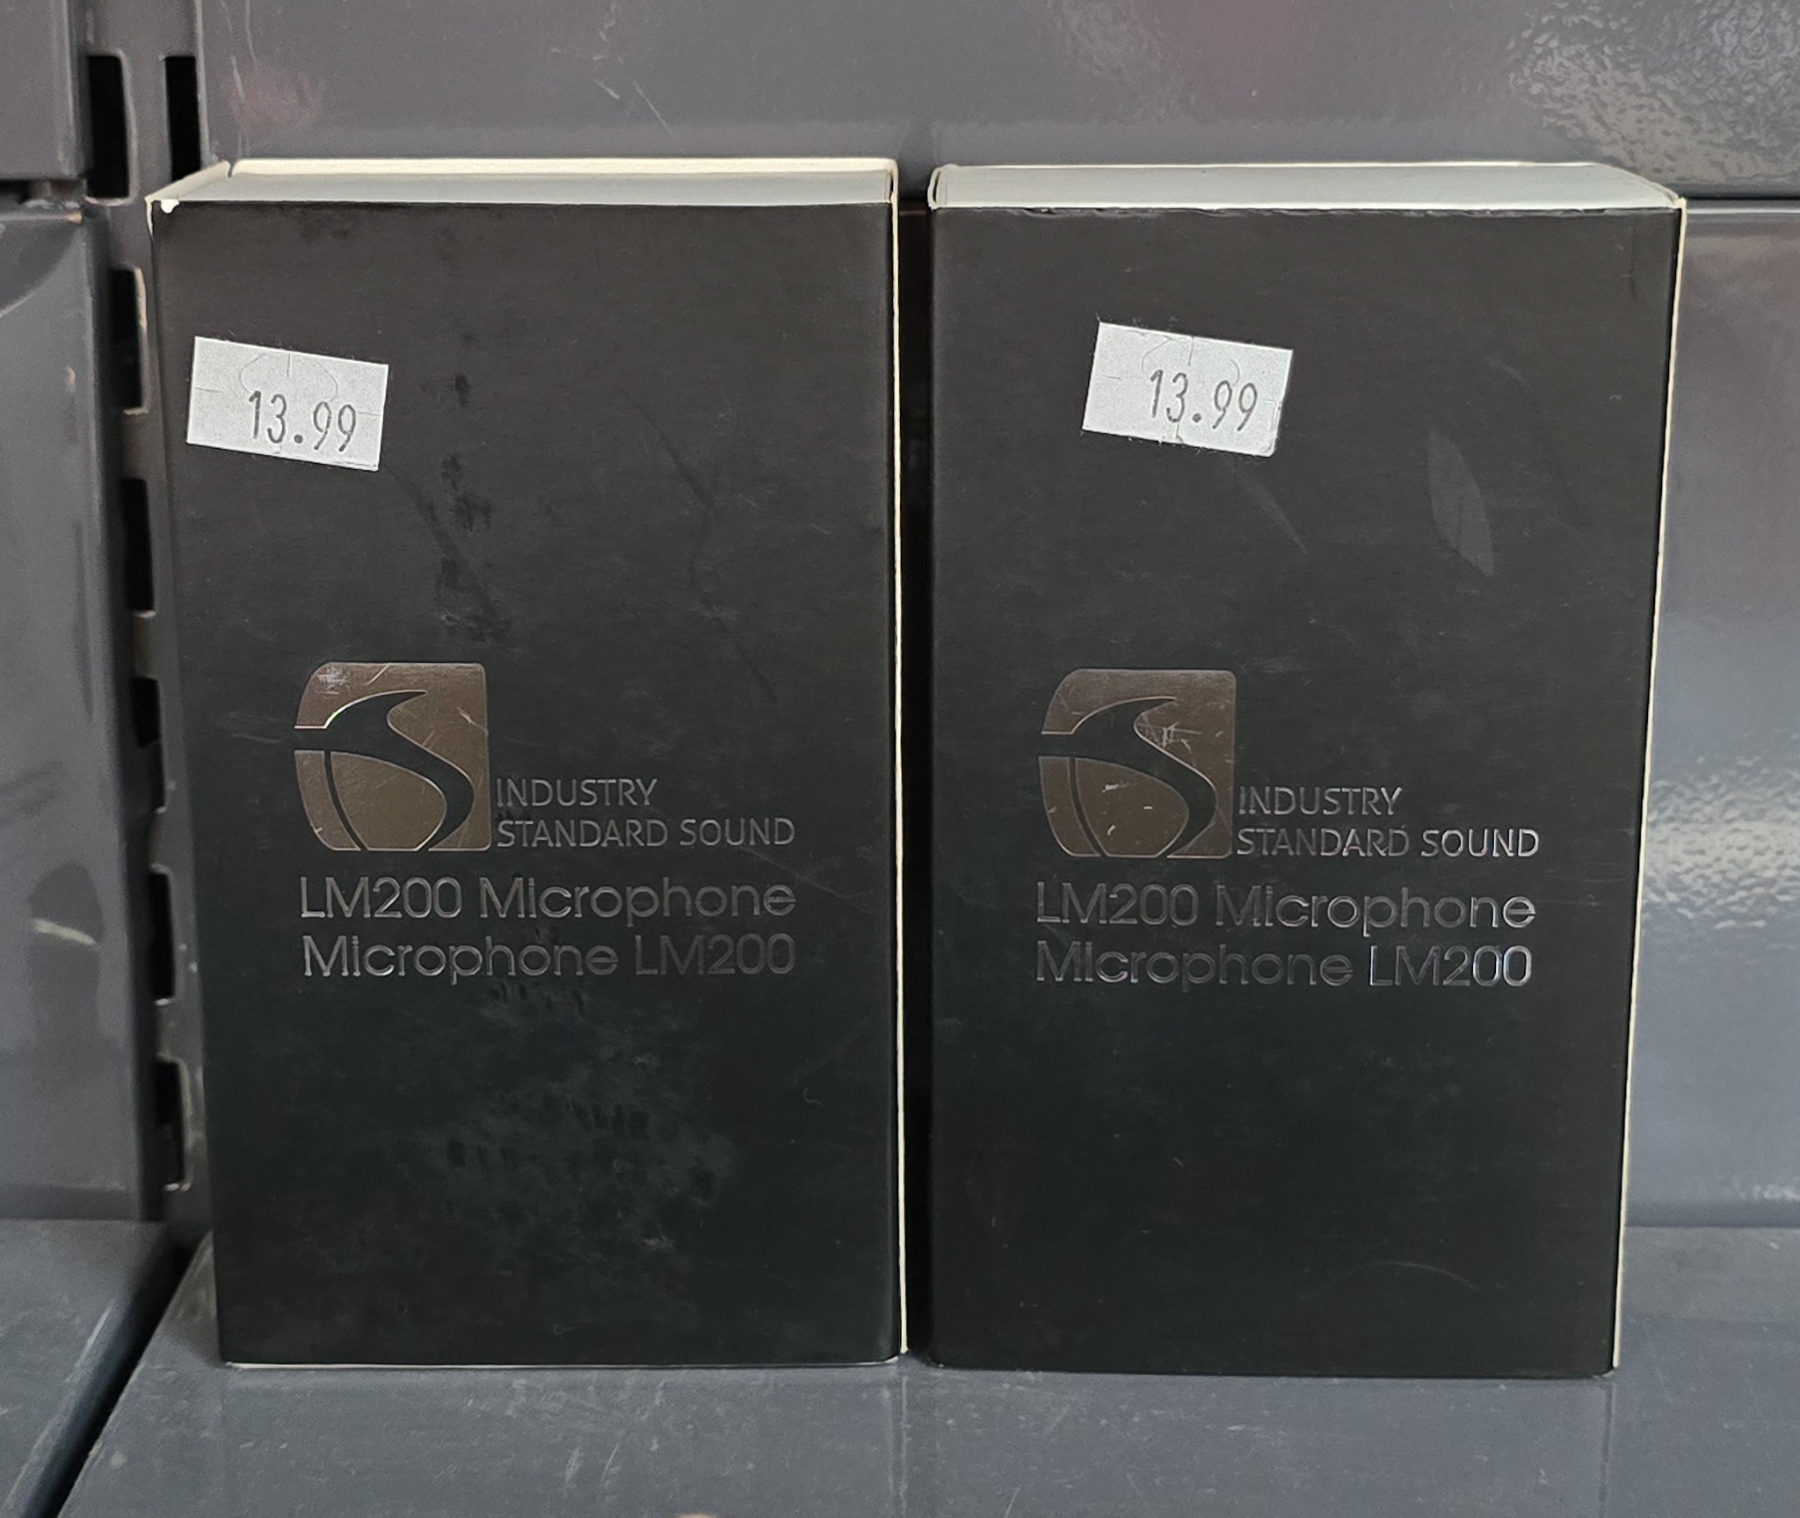 13.99
INDUSTRY
STANDARD SOUND
LM200 Microphone
Microphone LM200
13.99
INDUSTRY
STANDARD SOUND
LM200 Microphone
Microphone LM200